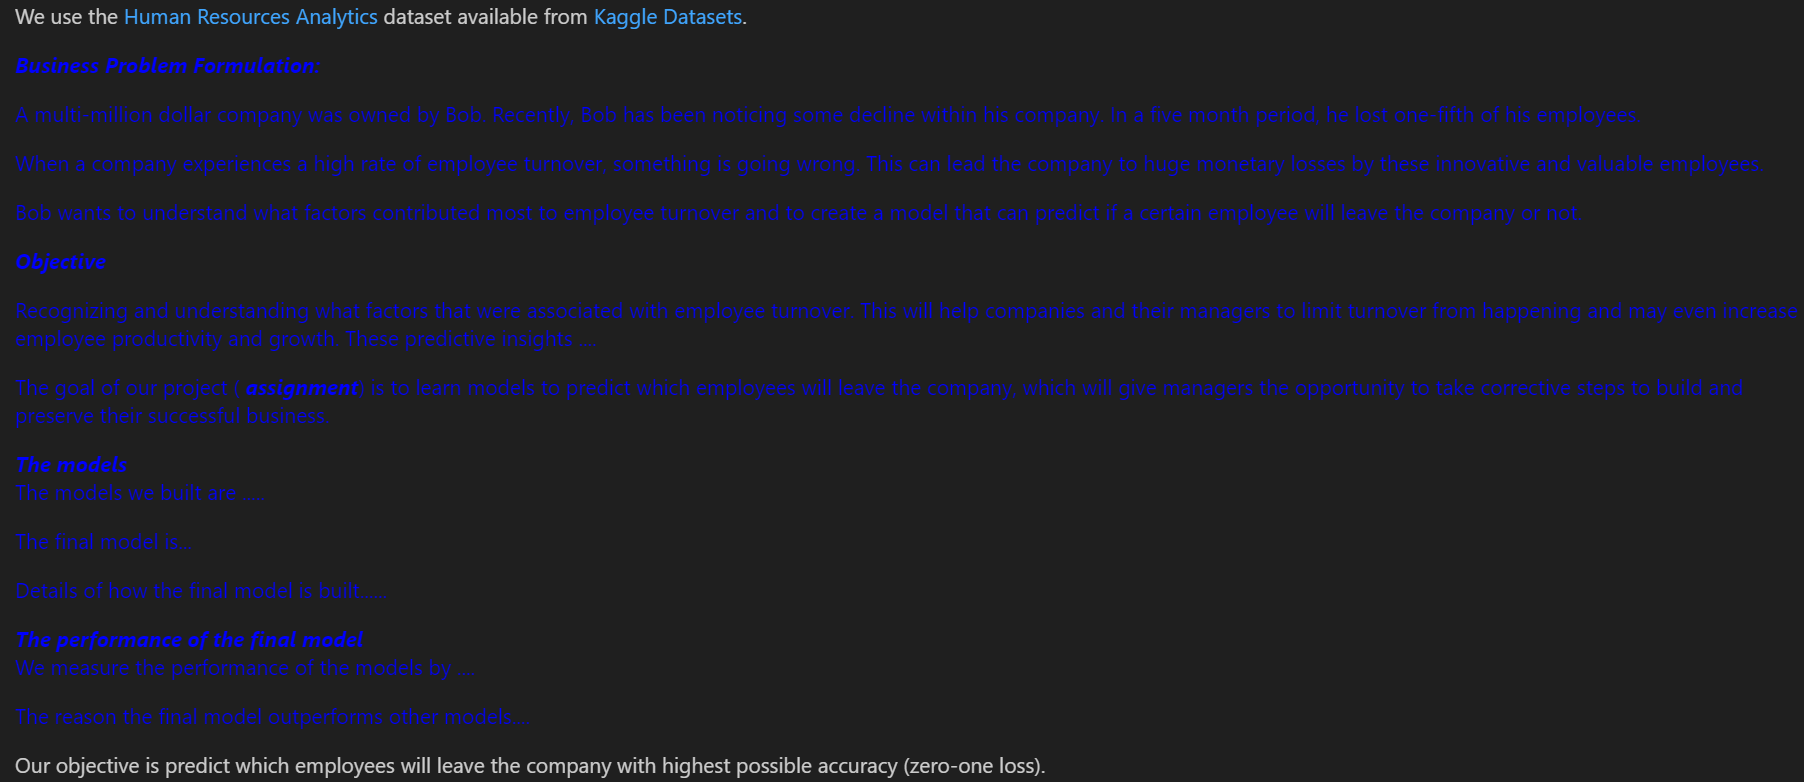 We use the Human Resources Analytics dataset available from Kaggle Datasets.
Business Problem Formulation:
A multi-million dollar company was owned by Bob. Recently, Bob has been noticing some decline within his company. In a five month period, he lost one-fifth of his employees.
When a company experiences a high rate of employee turnover, something is going wrong. This can lead the company to huge monetary losses by these innovative and valuable employees.
Bob wants to understand what factors contributed most to employee turnover and to create a model that can predict if a certain employee will leave the company or not.
Objective
Recognizing and understanding what factors that were associated with employee turnover. This will help companies and their managers to limit turnover from happening and may even increase
employee productivity and growth. These predictive insights ....
The goal of our project ( assignment) is to learn models to predict which employees will leave the company, which will give managers the opportunity to take corrective steps to build and
preserve their successful business.
The models
The models we built are ......
The final model is...
Details of how the final model is built......
The performance of the final model
We measure the performance of the models by ....
The reason the final model outperforms other models....
Our objective is predict which employees will leave the company with highest possible accuracy (zero-one loss).